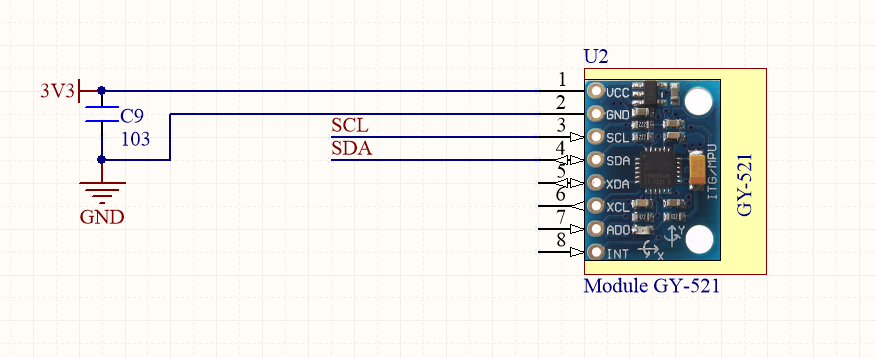 U2
3V3
C9
103
GND
SCL
SDA
1
2
3
4
5
6
7
8
VCC
GND
SCL
SDA
XDA
XCL
ADO
INT
ITG/MPU
Y
X
GY-521
Module GY-521